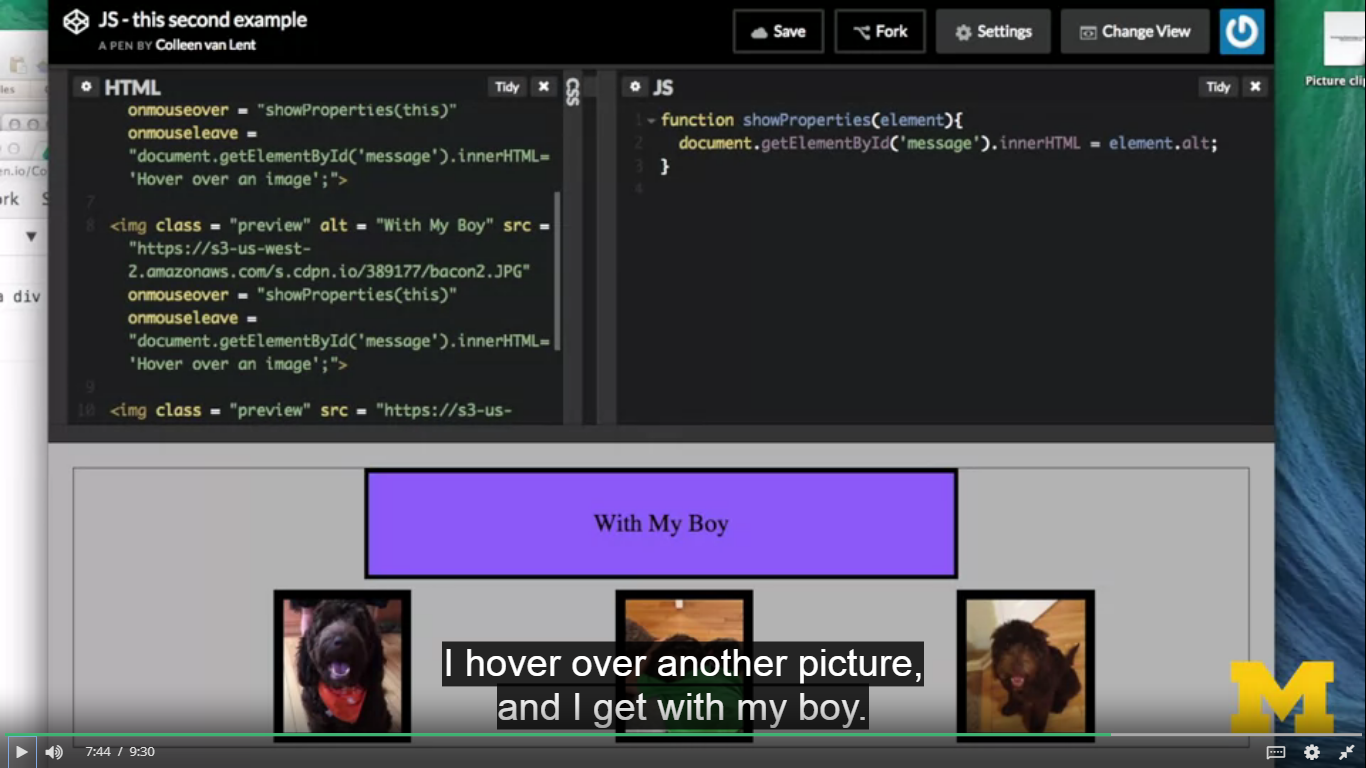 JS - this second example
A PEN BY Colleen van Lent
Save
Fork
Settings
Change View
Picture cli
les
en.io/Co
ork S
a div
HTML
Tidy
CSS
onmouseover = "showProperties(this)"
onmouseleave =
"document.getElementById('message').innerHTML=
'Hover over an image';">
7
8 <img class = "preview" alt = "With My Boy" src =
"https://s3-us-west-
2.amazonaws.com/s.cdpn.io/389177/bacon2.JPG"
onmouseover = "showProperties(this)"
onmouseleave =
"document.getElementById('message').innerHTML=
'Hover over an image';">
9
10 <img class = "preview" src = "https://s3-us-
JS
Tidy
1 function showProperties(element){
2 document.getElementById('message').innerHTML = element.alt;
3 }
4
With My Boy
I hover over another picture,
and I get with my boy.
M
7:44 / 9:30